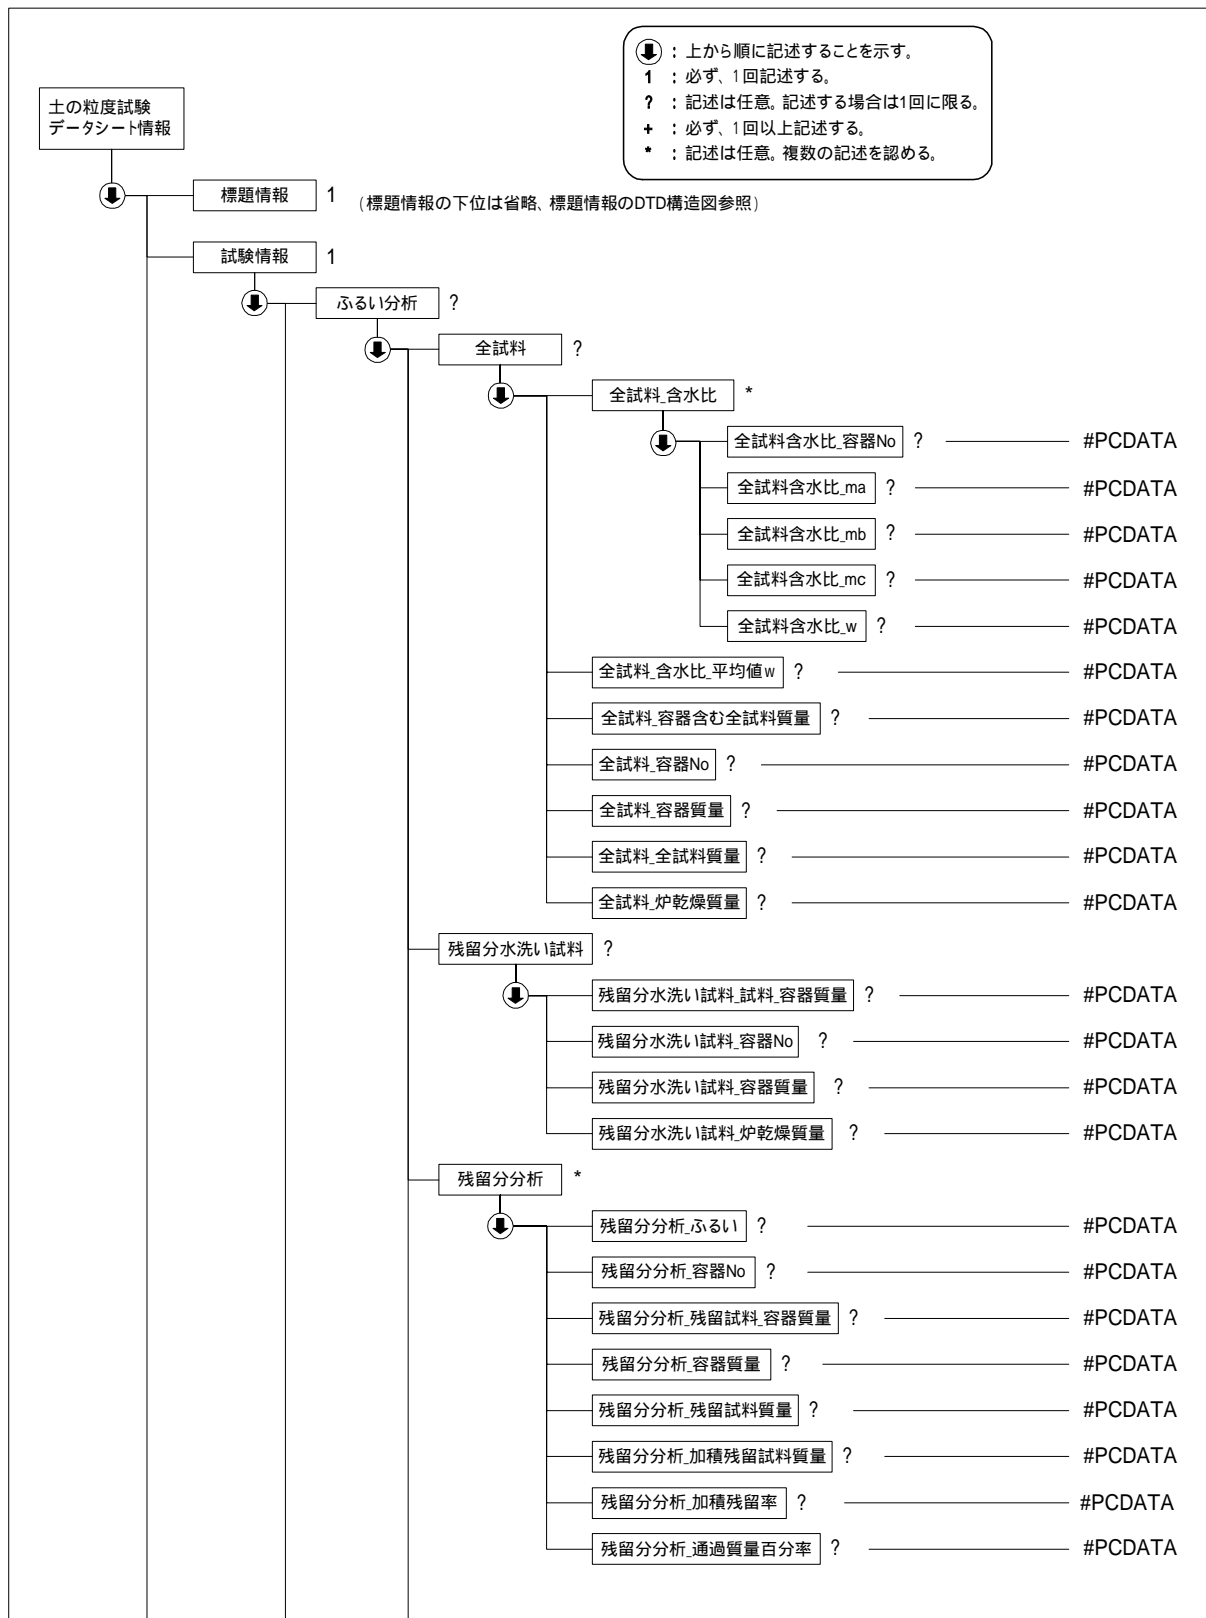 : 上から順に記述することを示す。
1 : 必ず、1回記述する。
? : 記述は任意。記述する場合は1回に限る。
+ : 必ず、1回以上記述する。
* : 記述は任意。複数の記述を認める。
土の粒度試験
データシート情報
標題情報 1 (標題情報の下位は省略、標題情報のDTD構造図参照)
試験情報 1
ふるい分析 ?
全試料 ?
全試料_含水比 *
全試料含水比_容器No ? #PCDATA
全試料含水比_ma ? #PCDATA
全試料含水比_mb ? #PCDATA
全試料含水比_mc ? #PCDATA
全試料含水比_w ? #PCDATA
全試料_含水比_平均値w ? #PCDATA
全試料_容器含む全試料質量 ? #PCDATA
全試料_容器No ? #PCDATA
全試料_容器質量 ? #PCDATA
全試料_全試料質量 ? #PCDATA
全試料_炉乾燥質量 ? #PCDATA
残留分水洗い試料 ?
残留分水洗い試料_試料_容器質量 ? #PCDATA
残留分水洗い試料_容器No ? #PCDATA
残留分水洗い試料_容器質量 ? #PCDATA
残留分水洗い試料_炉乾燥質量 ? #PCDATA
残留分分析 *
残留分分析_ふるい ? #PCDATA
残留分分析_容器No ? #PCDATA
残留分分析_残留試料_容器質量 ? #PCDATA
残留分分析_容器質量 ? #PCDATA
残留分分析_残留試料質量 ? #PCDATA
残留分分析_加積残留試料質量 ? #PCDATA
残留分分析_加積残留率 ? #PCDATA
残留分分析_通過質量百分率 ? #PCDATA